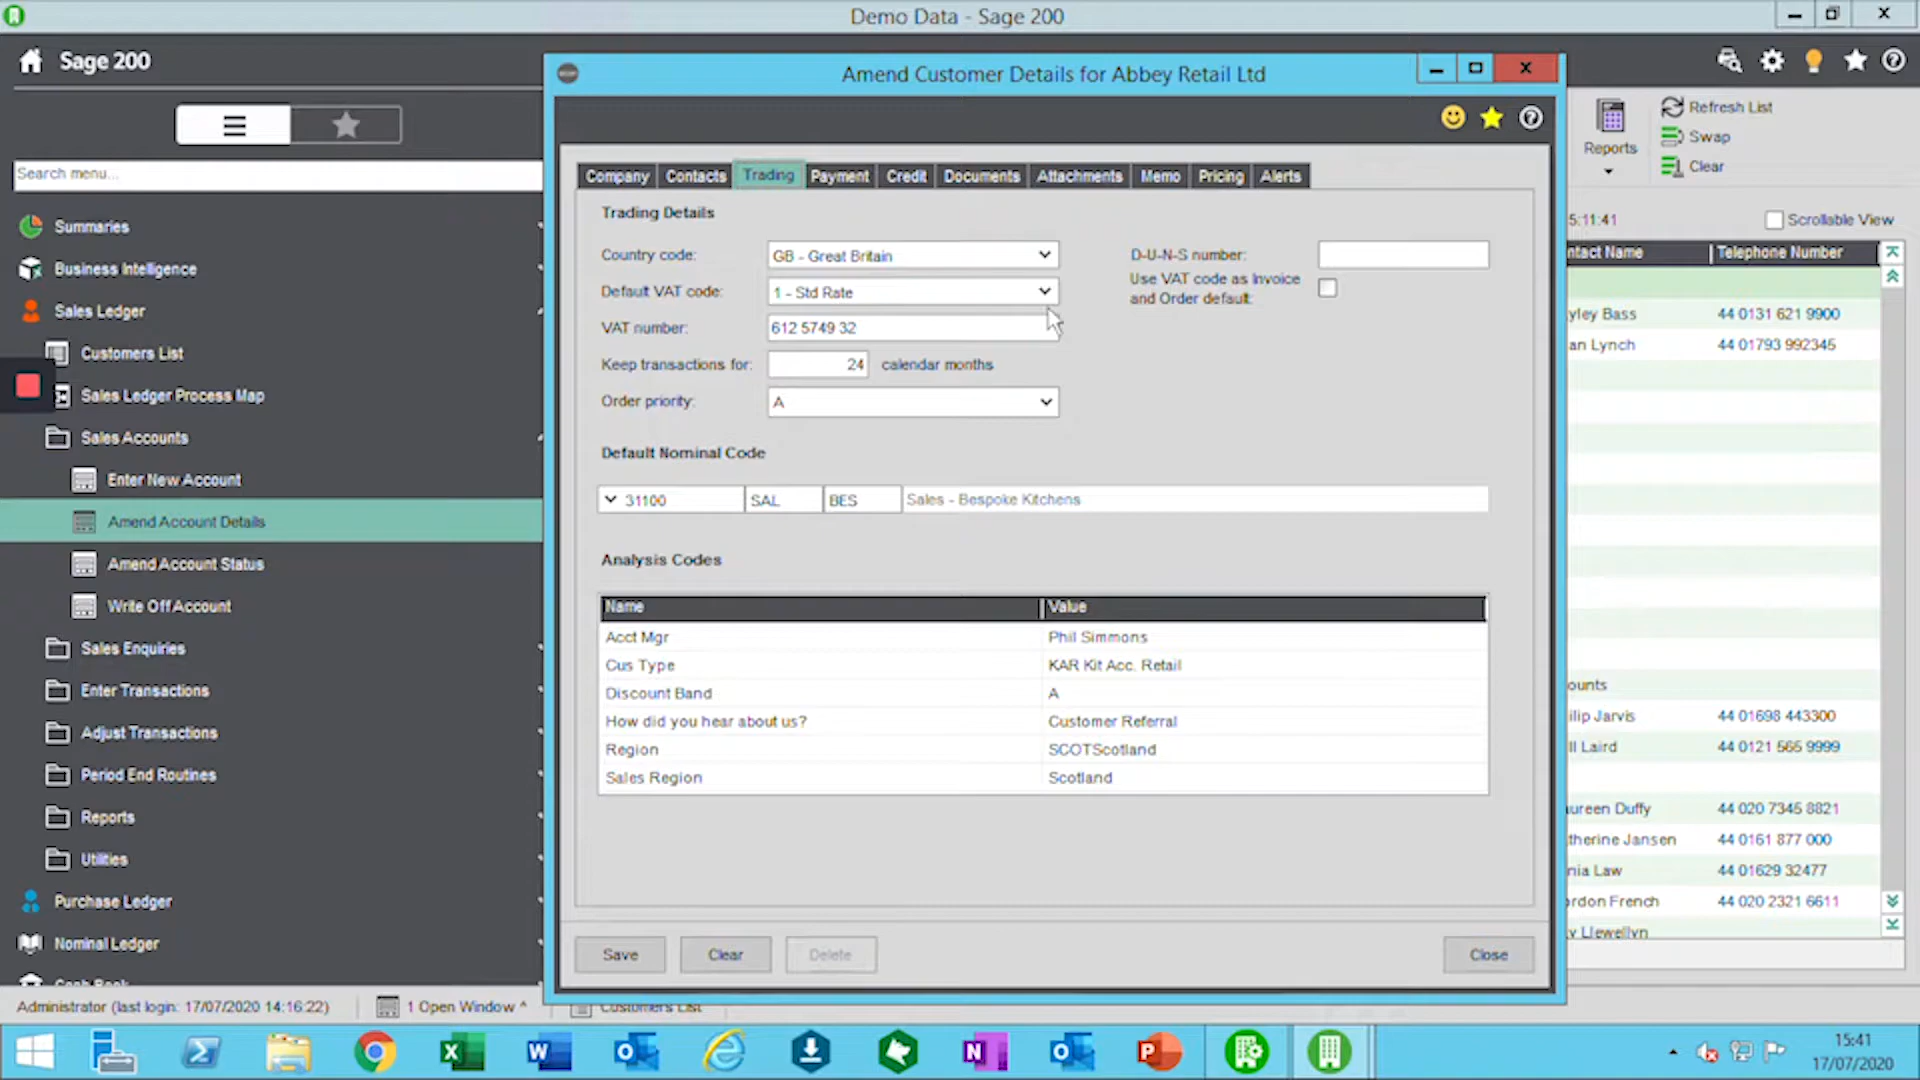 Demo Data - Sage 200
Sage 200
Search menu...
Summaries
Business Intelligence
Sales Ledger
Customers List
Sales Ledger Process Map
Sales Accounts
Enter New Account
Amend Account Details
Amend Account Status
Write Off Account
Sales Enquiries
Enter Transactions
Adjust Transactions
Period End Routines
Reports
Utilities
Purchase Ledger
Nominal Ledger
Cash Book
Amend Customer Details for Abbey Retail Ltd
Company Contacts Trading Payment Credit Documents Attachments Memo Pricing Alerts
Trading Details
Country code: GB - Great Britain
Default VAT code: 1 - Std Rate
VAT number: 612 5749 32
Keep transactions for: 24 calendar months
Order priority: A
D-U-N-S number:
Use VAT code as Invoice
and Order default:
Default Nominal Code
31100 SAL BES Sales - Bespoke Kitchens
Analysis Codes
Name Value
Acct Mgr Phil Simmons
Cus Type KAR Kit Acc. Retail
Discount Band A
How did you hear about us? Customer Referral
Region SCOTScotland
Sales Region Scotland
Save Clear Delete Close
Reports
Refresh List
Swap
Clear
5:11:41 Scrollable View
ntact Name Telephone Number
yley Bass 44 0131 621 9900
an Lynch 44 01793 992345
ounts
ilip Jarvis 44 01698 443300
ll Laird 44 0121 565 9999
ureen Duffy 44 020 7345 8821
therine Jansen 44 0161 877 000
nia Law 44 01629 32477
ordon French 44 020 2321 6611
y Llewellyn
Administrator (last login: 17/07/2020 14:16:22) 1 Open Window ^ Customers List
15:41
17/07/2020